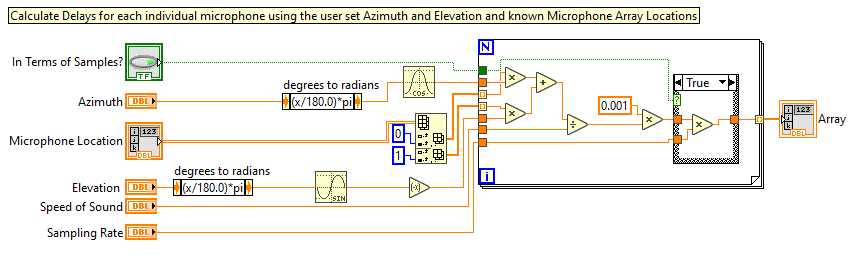 Calculate Delays for each individual microphone using the user set Azimuth and Elevation and known Microphone Array Locations
In Terms of Samples?
TF
N
degrees to radians
(x/180.0)*pi
COS
True
Azimuth
DBL
0.001
Array
123
DBL
Microphone Location
123
DBL
0
1
degrees to radians
(x/180.0)*pi
Elevation
DBL
SIN
(-x)
i
Speed of Sound
DBL
Sampling Rate
DBL